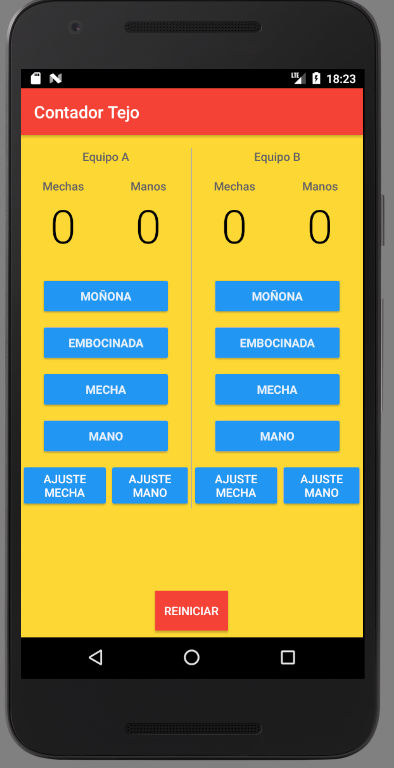 LTE 18:23
Contador Tejo
Equipo A Equipo B
Mechas Manos Mechas Manos
0 0 0 0
MOÑONA MOÑONA
EMBOCINADA EMBOCINADA
MECHA MECHA
MANO MANO
AJUSTE AJUSTE AJUSTE AJUSTE
MECHA MANO MECHA MANO
REINICIAR